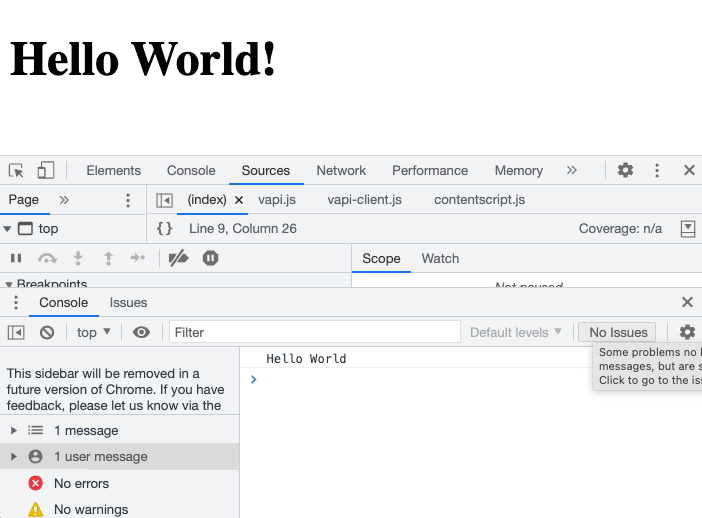 Hello World!
Elements Console Sources Network Performance Memory »
Page » (index) × vapi.js vapi-client.js contentscript.js
top {} Line 9, Column 26 Coverage: n/a
Scope Watch
Breakpoints Not paused
Console Issues
top Filter Default levels No Issues
Some problems no
messages, but are
Click to go to the
Hello World
>
This sidebar will be removed in a
future version of Chrome. If you have
feedback, please let us know via the
1 message
1 user message
No errors
No warnings